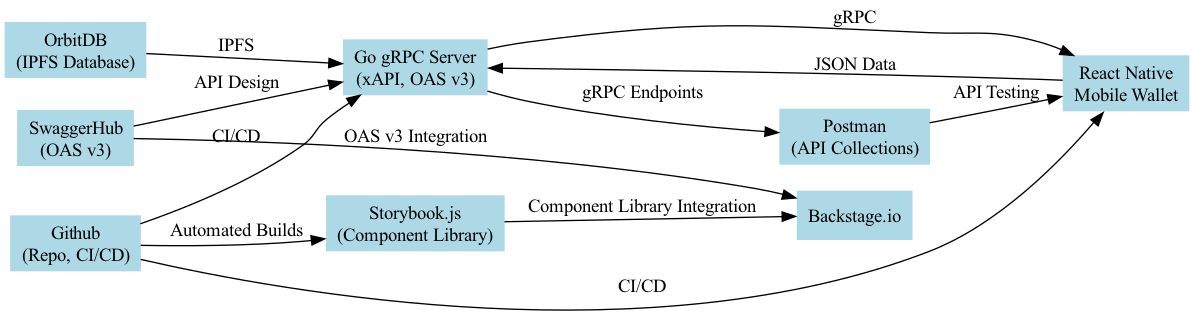 OrbitDB
(IPFS Database)
IPFS
Go gRPC Server
(xAPI, OAS v3)
gRPC
JSON Data
React Native
Mobile Wallet
SwaggerHub
(OAS v3)
API Design
gRPC Endpoints
API Testing
Postman
(API Collections)
CI/CD
OAS v3 Integration
Github
(Repo, CI/CD)
Automated Builds
Storybook.js
(Component Library)
Component Library Integration
Backstage.io
CI/CD